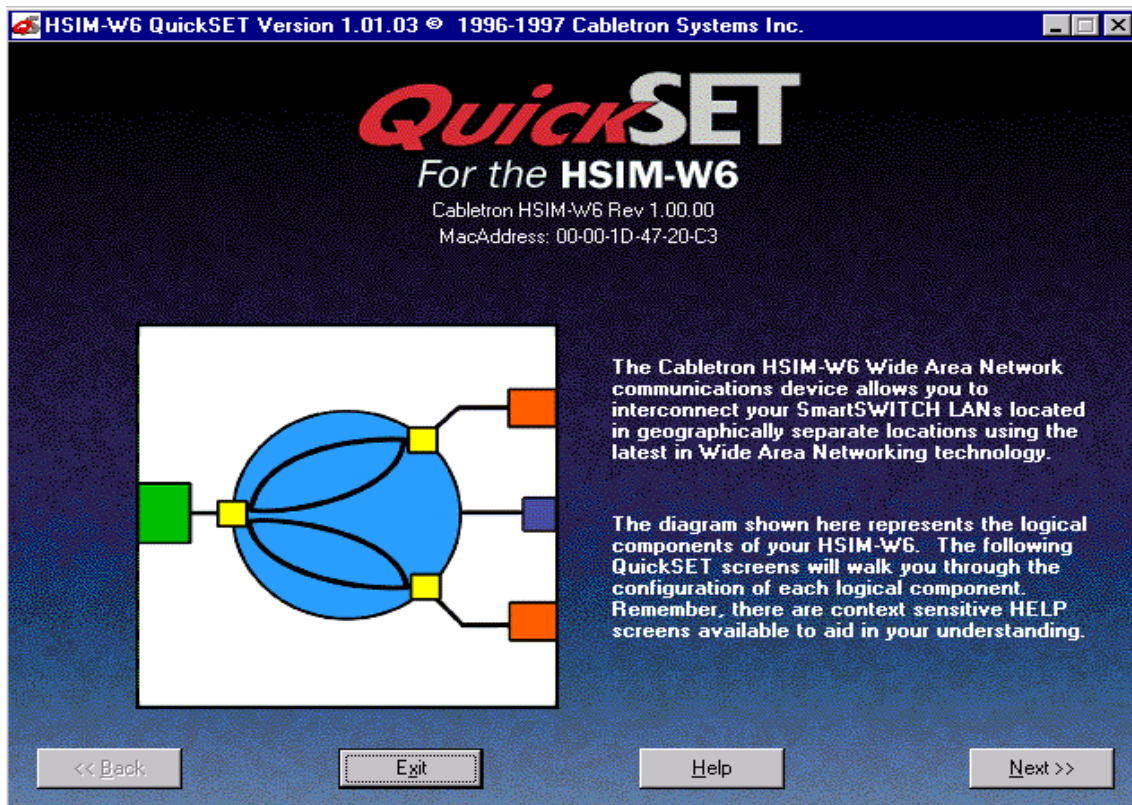 HSIM-W6 QuickSET Version 1.01.03 © 1996-1997 Cabletron Systems Inc.
QuickSET
For the HSIM-W6
Cabletron HSIM-W6 Rev 1.00.00
MacAddress: 00-00-1D-47-20-C3
The Cabletron HSIM-W6 Wide Area Network
communications device allows you to
interconnect your SmartSWITCH LANs located
in geographically separate locations using the
latest in Wide Area Networking technology.
The diagram shown here represents the logical
components of your HSIM-W6. The following
QuickSET screens will walk you through the
configuration of each logical component.
Remember, there are context sensitive HELP
screens available to aid in your understanding.
<< Back
Exit
Help
Next >>